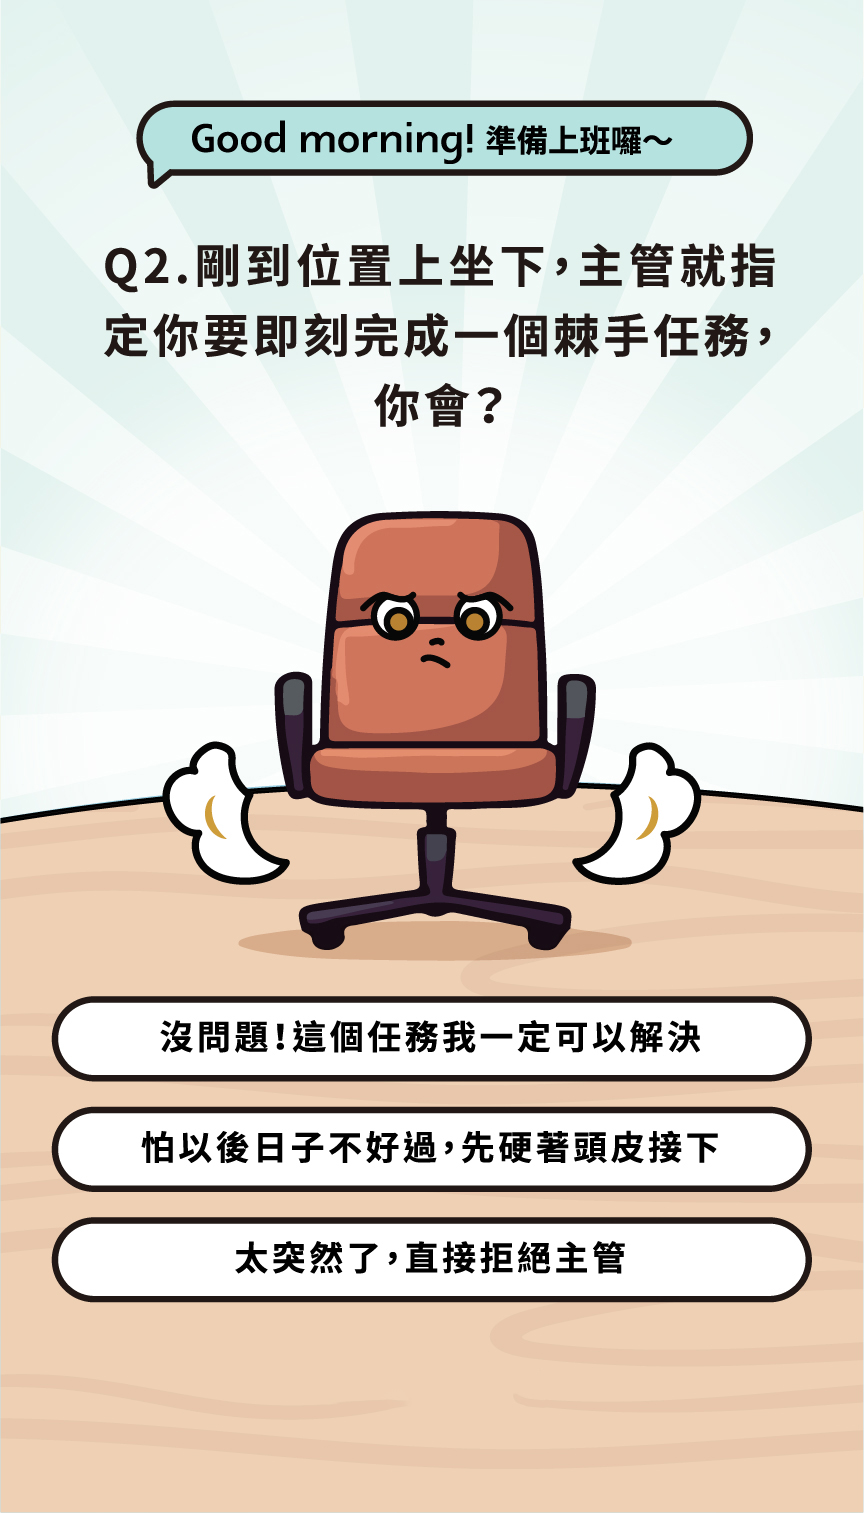 Good morning! 準備上班囉～
Q2.剛到位置上坐下，主管就指
定你要即刻完成一個棘手任務，
你會？
沒問題！這個任務我一定可以解決
怕以後日子不好過，先硬著頭皮接下
太突然了，直接拒絕主管